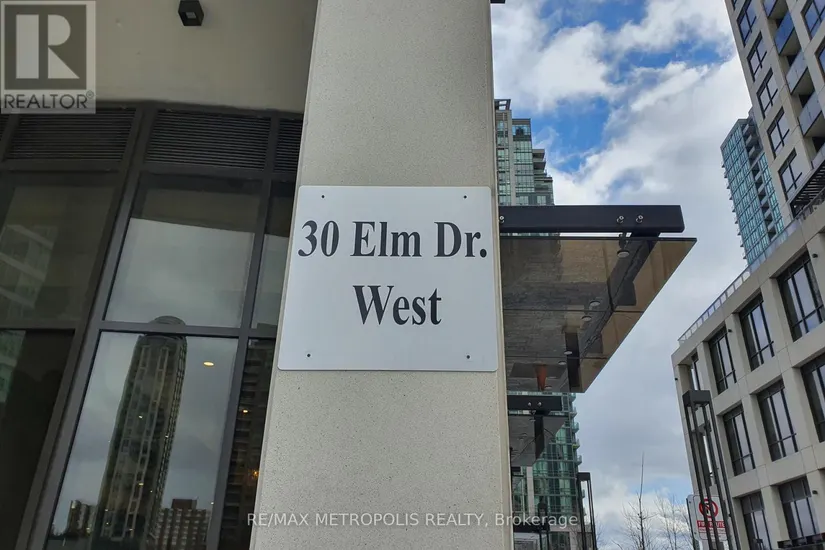 REALTOR®
30 Elm Dr.
West
RE/MAX METROPOLIS REALTY, Brokerage